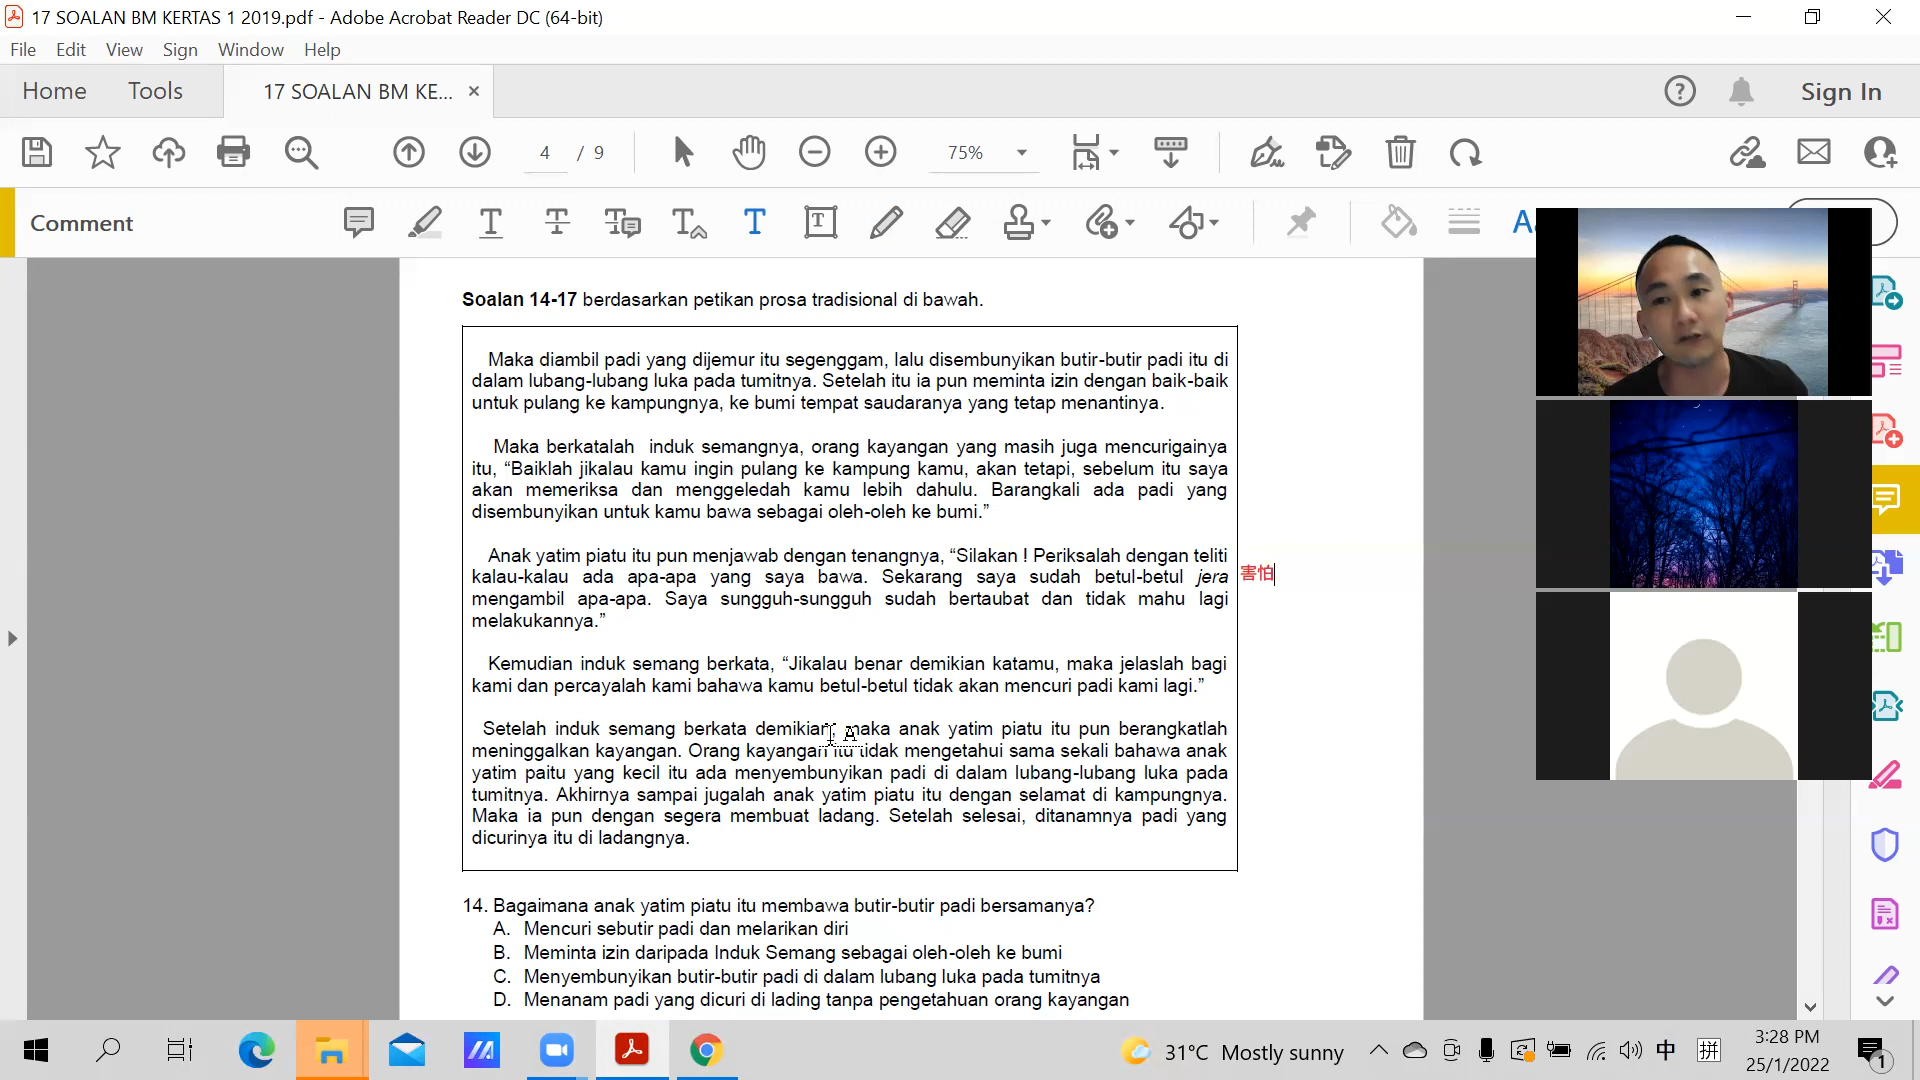 17 SOALAN BM KERTAS 1 2019.pdf - Adobe Acrobat Reader DC (64-bit)
File Edit View Sign Window Help
Home Tools 17 SOALAN BM KE... × Sign In
4 / 9 75%
Comment
Soalan 14-17 berdasarkan petikan prosa tradisional di bawah.
Maka diambil padi yang dijemur itu segenggam, lalu disembunyikan butir-butir padi itu di
dalam lubang-lubang luka pada tumitnya. Setelah itu ia pun meminta izin dengan baik-baik
untuk pulang ke kampungnya, ke bumi tempat saudaranya yang tetap menantinya.
Maka berkatalah induk semangnya, orang kayangan yang masih juga mencurigainya
itu, “Baiklah jikalau kamu ingin pulang ke kampung kamu, akan tetapi, sebelum itu saya
akan memeriksa dan menggeledah kamu lebih dahulu. Barangkali ada padi yang
disembunyikan untuk kamu bawa sebagai oleh-oleh ke bumi.”
Anak yatim piatu itu pun menjawab dengan tenangnya, “Silakan ! Periksalah dengan teliti
kalau-kalau ada apa-apa yang saya bawa. Sekarang saya sudah betul-betul jera 害怕
mengambil apa-apa. Saya sungguh-sungguh sudah bertaubat dan tidak mahu lagi
melakukannya.”
Kemudian induk semang berkata, “Jikalau benar demikian katamu, maka jelaslah bagi
kami dan percayalah kami bahawa kamu betul-betul tidak akan mencuri padi kami lagi.”
Setelah induk semang berkata demikian, maka anak yatim piatu itu pun berangkatlah
meninggalkan kayangan. Orang kayangan itu tidak mengetahui sama sekali bahawa anak
yatim paitu yang kecil itu ada menyembunyikan padi di dalam lubang-lubang luka pada
tumitnya. Akhirnya sampai jugalah anak yatim piatu itu dengan selamat di kampungnya.
Maka ia pun dengan segera membuat ladang. Setelah selesai, ditanamnya padi yang
dicurinya itu di ladangnya.
14. Bagaimana anak yatim piatu itu membawa butir-butir padi bersamanya?
A. Mencuri sebutir padi dan melarikan diri
B. Meminta izin daripada Induk Semang sebagai oleh-oleh ke bumi
C. Menyembunyikan butir-butir padi di dalam lubang luka pada tumitnya
D. Menanam padi yang dicuri di lading tanpa pengetahuan orang kayangan
31°C Mostly sunny 中 拼 3:28 PM
25/1/2022 1